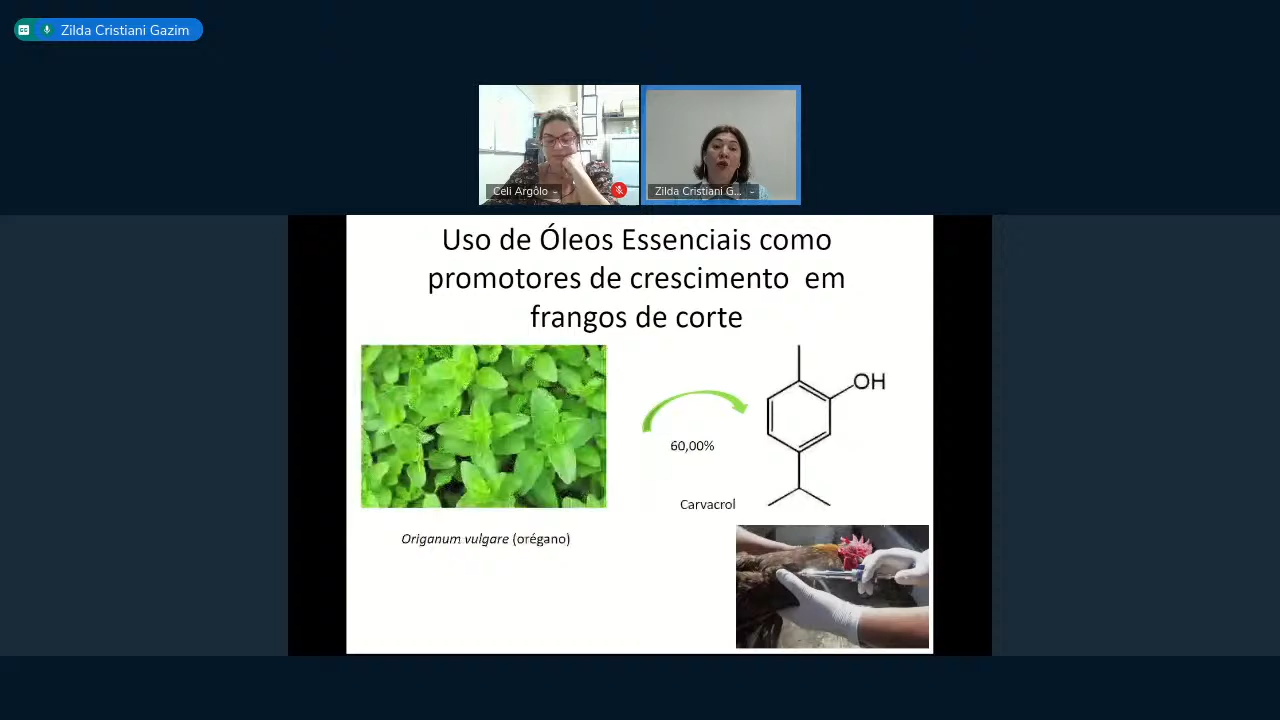 Zilda Cristiani Gazim
Celi Argôlo
Zilda Cristiani G...
Uso de Óleos Essenciais como
promotores de crescimento em
frangos de corte
OH
60,00%
Carvacrol
Origanum vulgare (orégano)